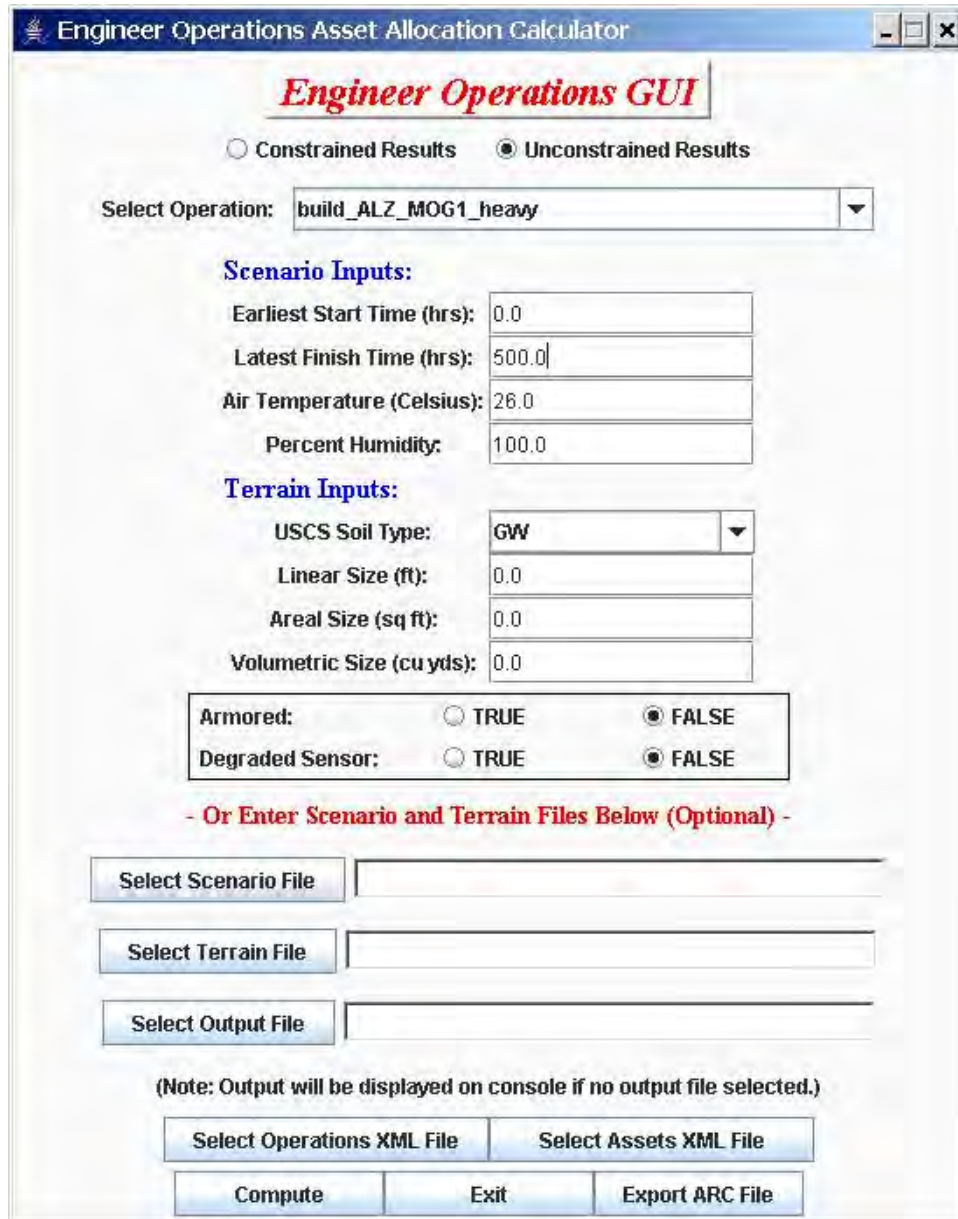 Engineer Operations Asset Allocation Calculator
Engineer Operations GUI
Constrained Results Unconstrained Results
Select Operation: build_ALZ_MOG1_heavy
Scenario Inputs:
Earliest Start Time (hrs): 0.0
Latest Finish Time (hrs): 500.0
Air Temperature (Celsius): 26.0
Percent Humidity: 100.0
Terrain Inputs:
USCS Soil Type: GW
Linear Size (ft): 0.0
Areal Size (sq ft): 0.0
Volumetric Size (cu yds): 0.0
Armored: TRUE FALSE
Degraded Sensor: TRUE FALSE
- Or Enter Scenario and Terrain Files Below (Optional) -
Select Scenario File
Select Terrain File
Select Output File
(Note: Output will be displayed on console if no output file selected.)
Select Operations XML File Select Assets XML File
Compute Exit Export ARC File